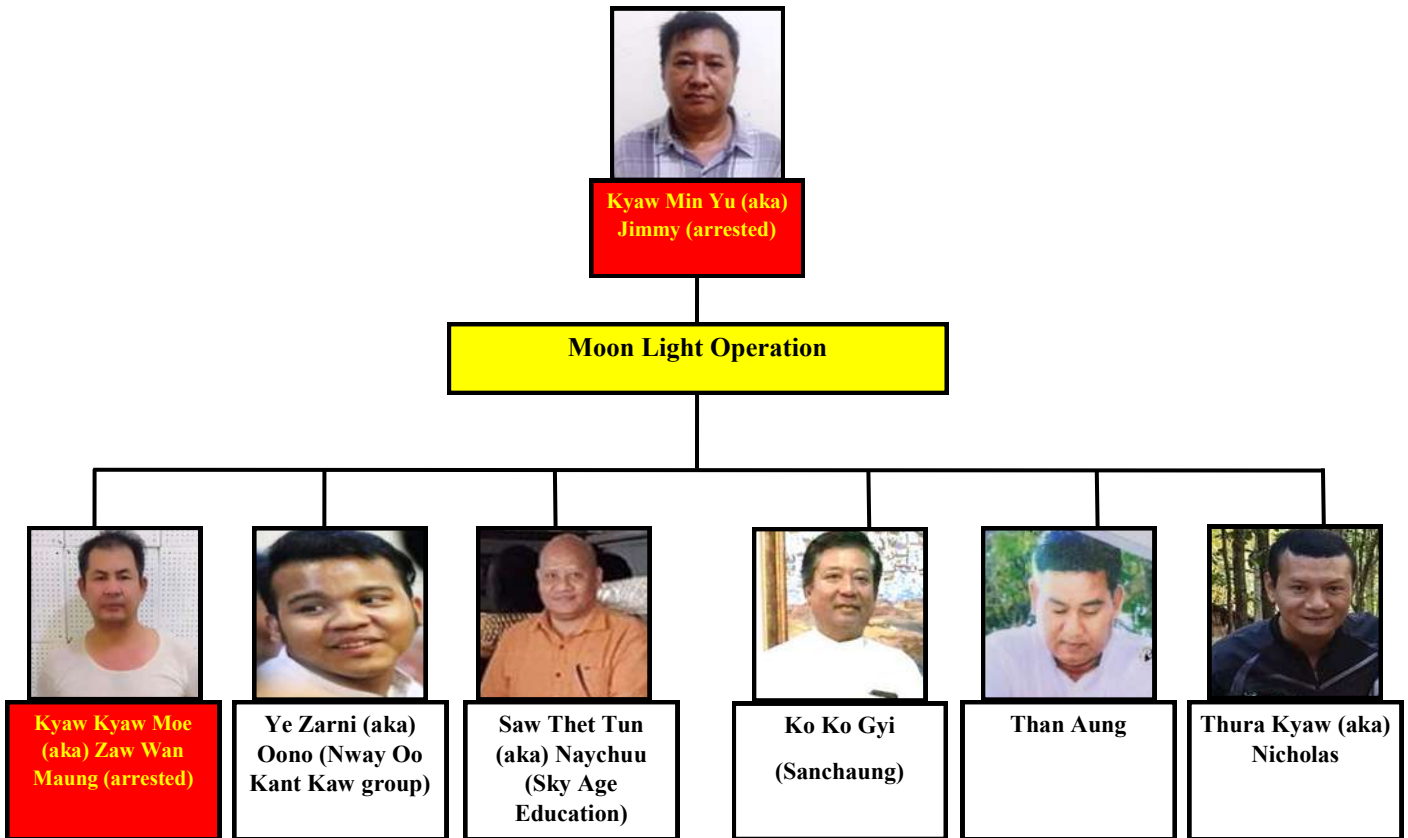 Kyaw Min Yu (aka)
Jimmy (arrested)
Moon Light Operation
Kyaw Kyaw Moe
(aka) Zaw Wan
Maung (arrested)
Ye Zarni (aka)
Oono (Nway Oo
Kant Kaw group)
Saw Thet Tun
(aka) Naychuu
(Sky Age
Education)
Ko Ko Gyi
(Sanchaung)
Than Aung
Thura Kyaw (aka)
Nicholas